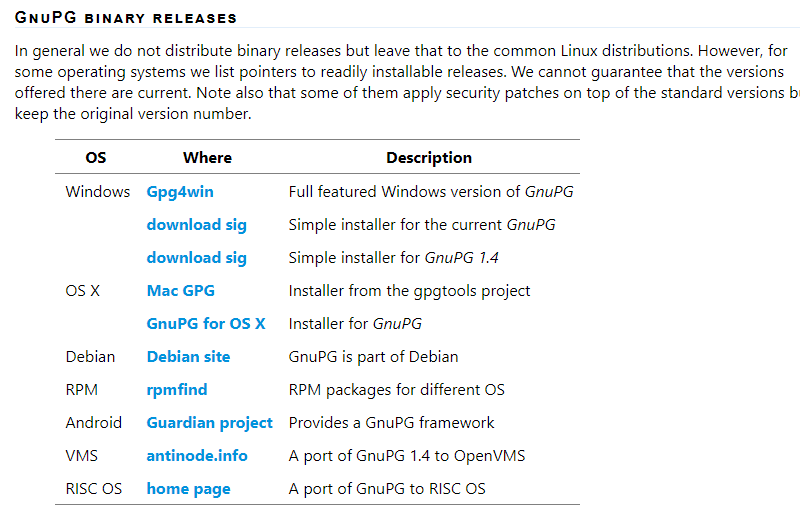 GnuPG binary releases
In general we do not distribute binary releases but leave that to the common Linux distributions. However, for
some operating systems we list pointers to readily installable releases. We cannot guarantee that the versions
offered there are current. Note also that some of them apply security patches on top of the standard versions b
keep the original version number.
OS Where Description
Windows Gpg4win Full featured Windows version of GnuPG
download sig Simple installer for the current GnuPG
download sig Simple installer for GnuPG 1.4
OS X Mac GPG Installer from the gpgtools project
GnuPG for OS X Installer for GnuPG
Debian Debian site GnuPG is part of Debian
RPM rpmfind RPM packages for different OS
Android Guardian project Provides a GnuPG framework
VMS antinode.info A port of GnuPG 1.4 to OpenVMS
RISC OS home page A port of GnuPG to RISC OS